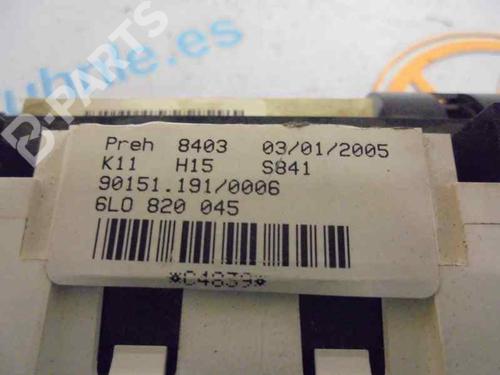 B-PARTS
Preh 8403 03/01/2005
K11 H15 S841
90151.191/0006
6L0 820 045
*C4839*